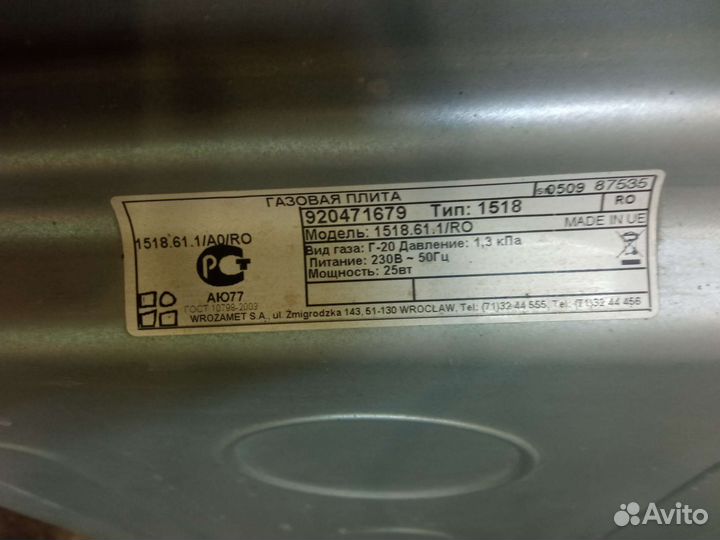 ГАЗОВАЯ ПЛИТА
S/N 0509 87535
920471679 Тип: 1518
RO
Модель: 1518.61.1/RO
MADE IN UE
1518.61.1/A0/RO
Вид газа: Г-20 Давление: 1,3 кПа
Питание: 230В ~ 50Гц
Мощность: 25вт
РСТ
АЮ77
ГОСТ 10798-2003
WROZAMET S.A., ul. Żmigrodzka 143, 51-130 WROCŁAW, Tel: (71)32 44 555, (71)32 44 456
Avito